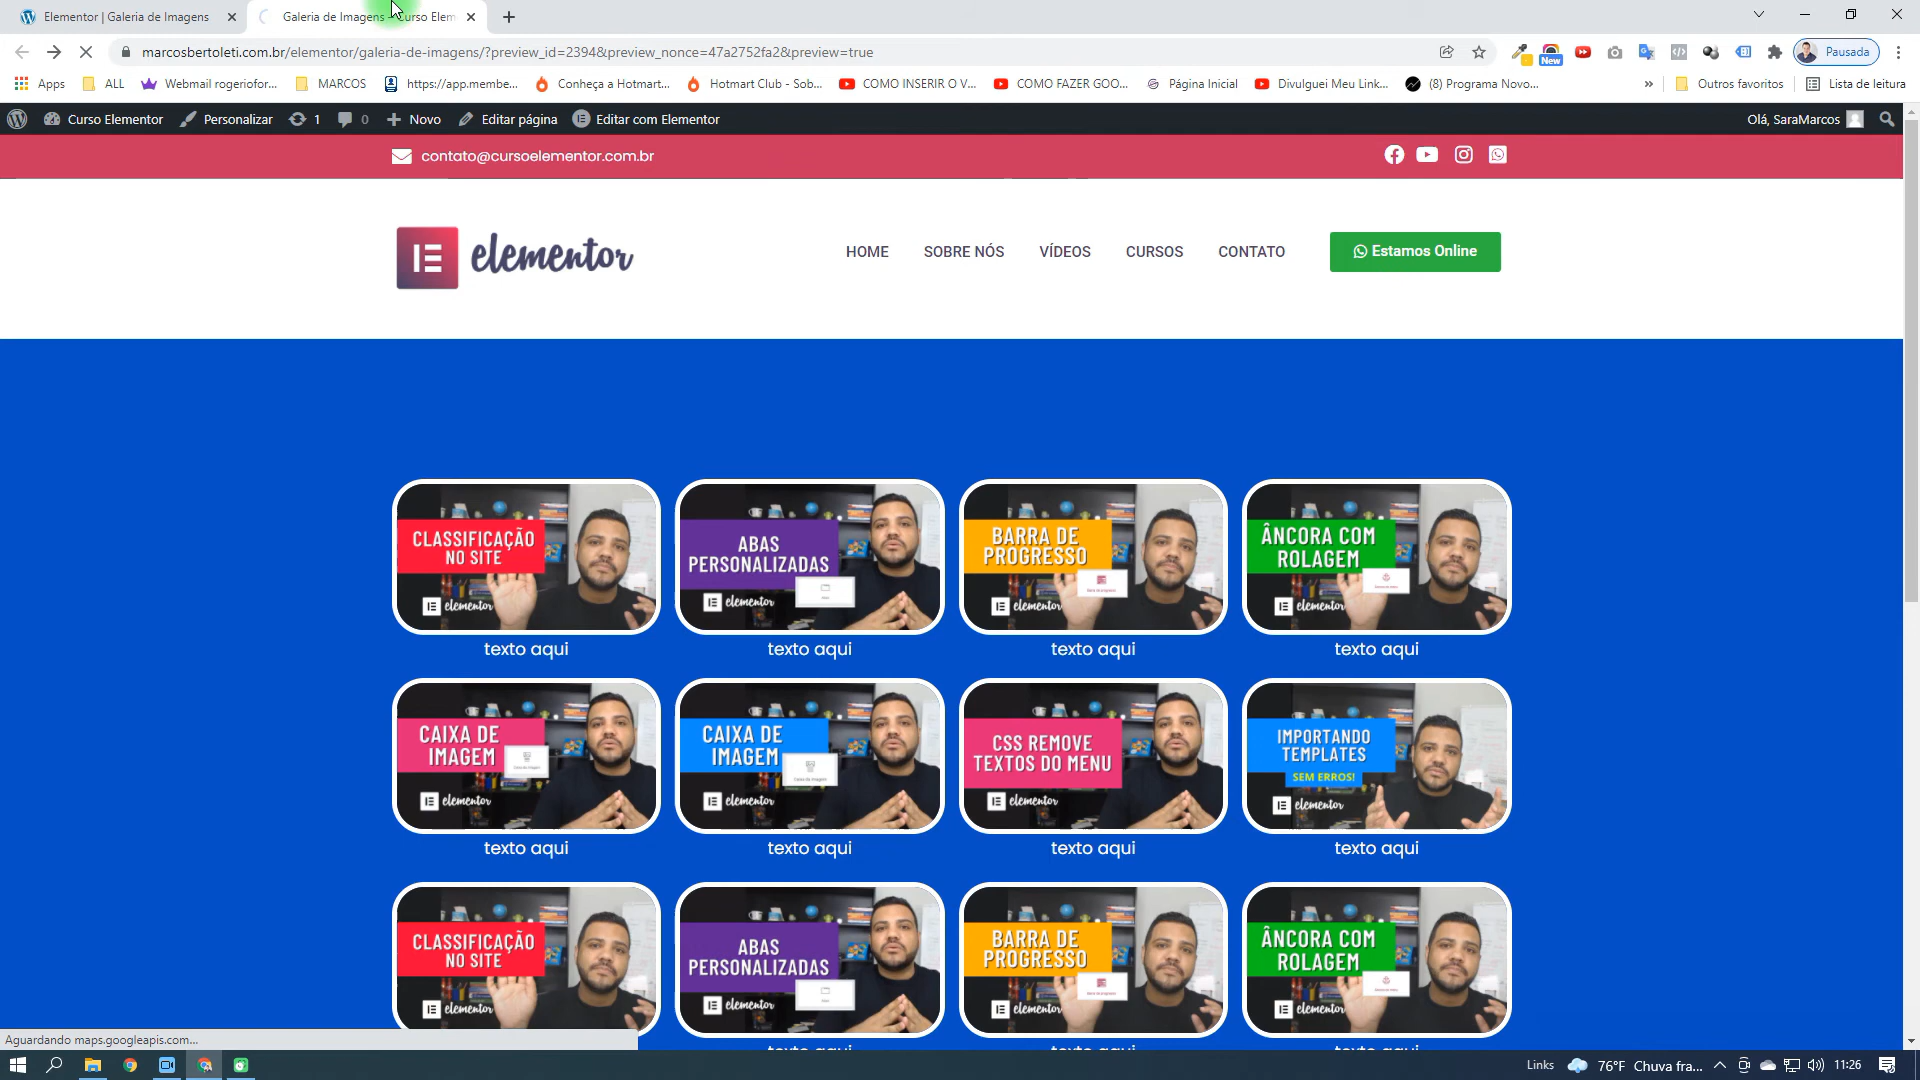 Elementor | Galeria de Imagens
Galeria de Imagens - Curso Elem
marcosbertoleti.com.br/elementor/galeria-de-imagens/?preview_id=2394&preview_nonce=47a2752fa2&preview=true
New
Pausada
Apps
ALL
Webmail rogeriofor...
MARCOS
https://app.membe...
Conheça a Hotmart...
Hotmart Club - Sob...
COMO INSERIR O V...
COMO FAZER GOO...
Página Inicial
Divulguei Meu Link...
(8) Programa Novo...
»
Outros favoritos
Lista de leitura
Curso Elementor
Personalizar
1
0
Novo
Editar página
Editar com Elementor
Olá, SaraMarcos
contato@cursoelementor.com.br
elementor
HOME
SOBRE NÓS
VÍDEOS
CURSOS
CONTATO
Estamos Online
CLASSIFICAÇÃO
NO SITE
elementor
ABAS
PERSONALIZADAS
elementor
BARRA DE
PROGRESSO
elementor
ÂNCORA COM
ROLAGEM
elementor
texto aqui
texto aqui
texto aqui
texto aqui
CAIXA DE
IMAGEM
elementor
CAIXA DE
IMAGEM
elementor
CSS REMOVE
TEXTOS DO MENU
elementor
IMPORTANDO
TEMPLATES
SEM ERROS!
elementor
texto aqui
texto aqui
texto aqui
texto aqui
CLASSIFICAÇÃO
NO SITE
elementor
ABAS
PERSONALIZADAS
elementor
BARRA DE
PROGRESSO
elementor
ÂNCORA COM
ROLAGEM
elementor
Aguardando maps.googleapis.com...
Links
76°F Chuva fra...
11:26